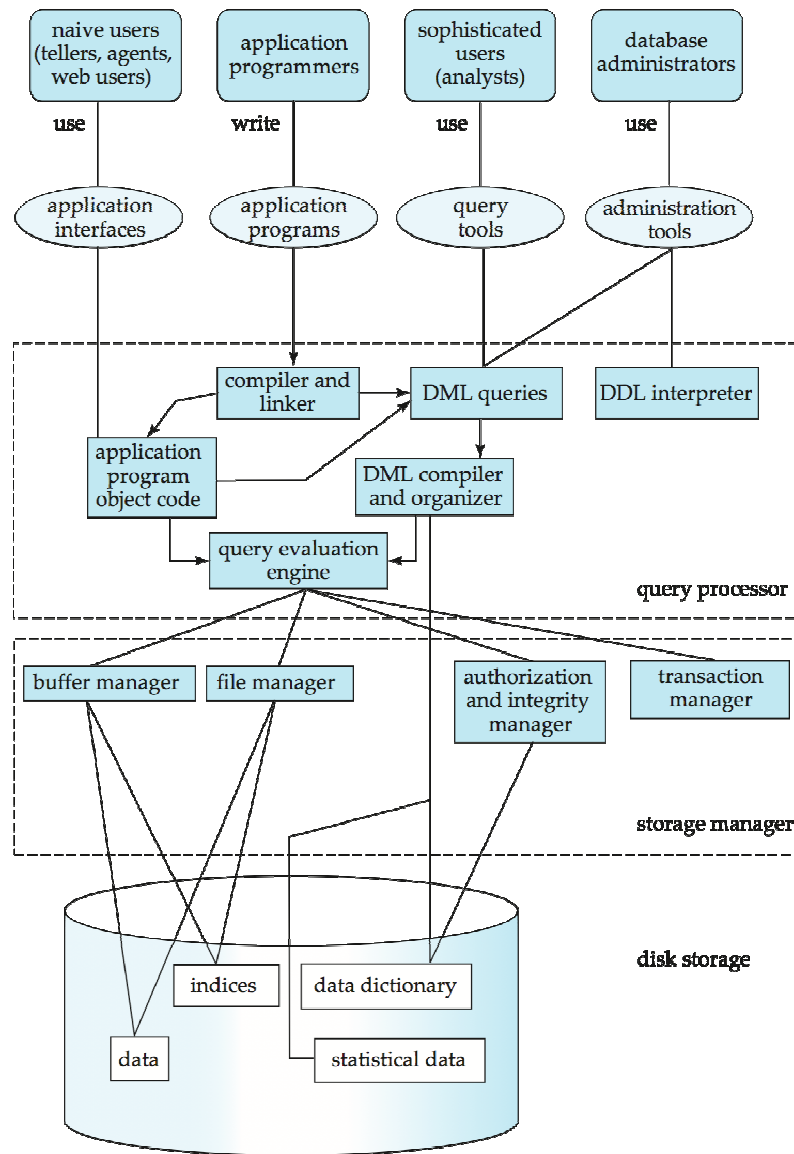 naive users
(tellers, agents,
web users)
application
programmers
sophisticated
users
(analysts)
database
administrators
use
write
use
use
application
interfaces
application
programs
query
tools
administration
tools
compiler and
linker
DML queries
DDL interpreter
application
program
object code
DML compiler
and organizer
query evaluation
engine
query processor
buffer manager
file manager
authorization
and integrity
manager
transaction
manager
storage manager
disk storage
indices
data dictionary
data
statistical data